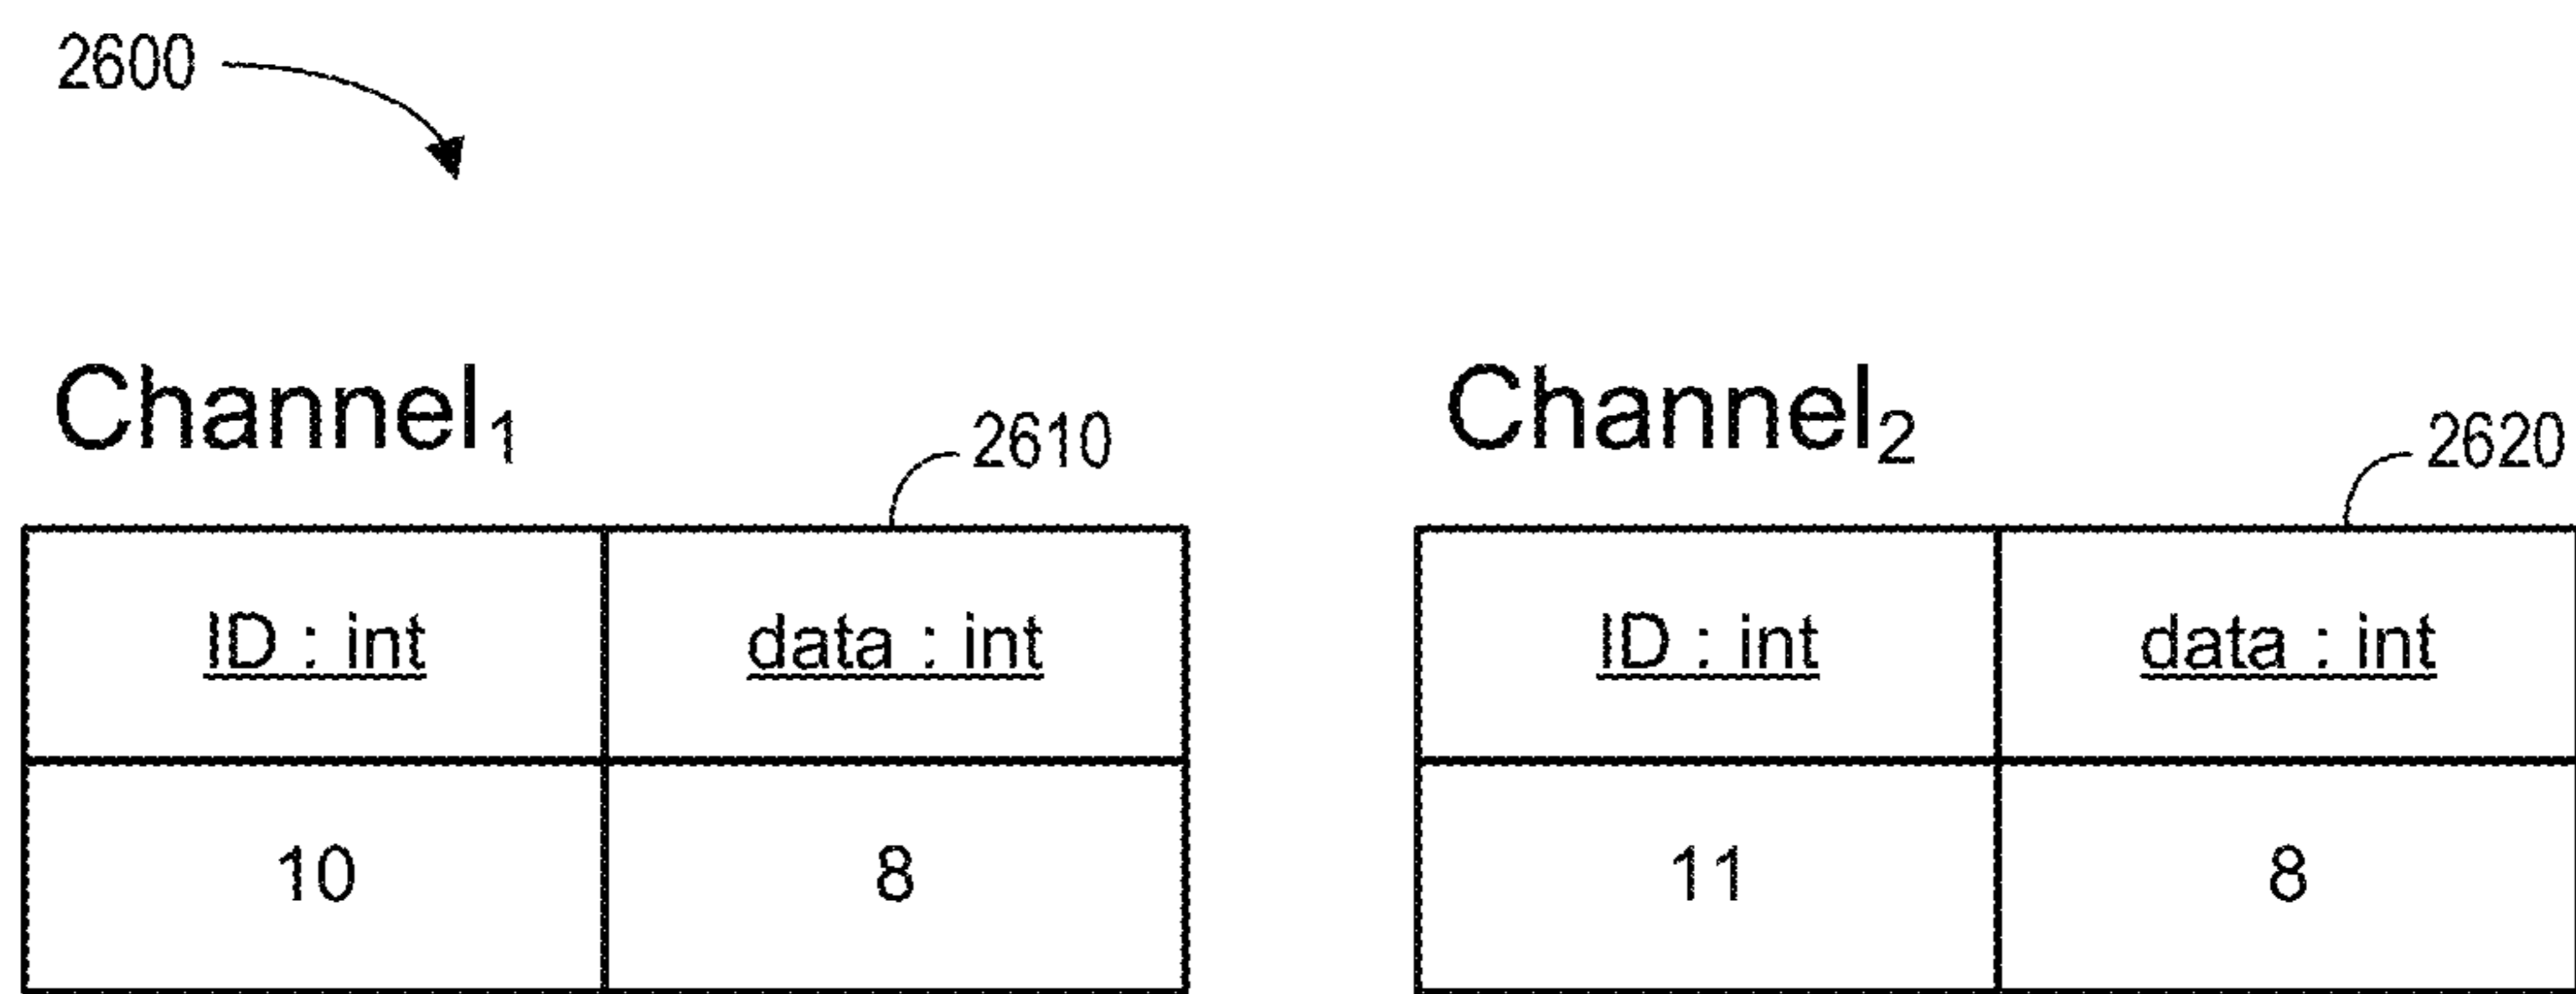 2600
Channel₁ 2610
ID : int data : int
10 8
Channel₂ 2620
ID : int data : int
11 8